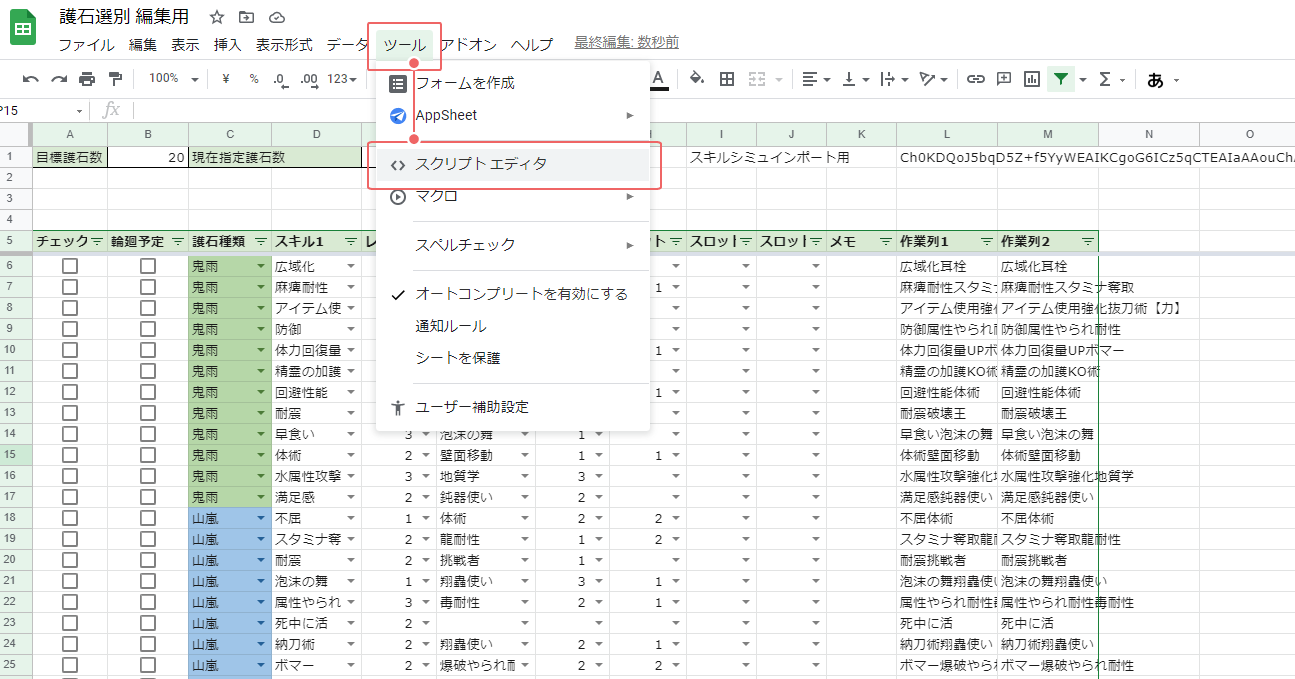 護石選別 編集用
ファイル 編集 表示 挿入 表示形式 データ ツール アドオン ヘルプ 最終編集: 数秒前
100% ¥ % .0 .00 123 A Σ あ
P15 fx
フォームを作成
AppSheet
スクリプト エディタ
マクロ
スペルチェック
オートコンプリートを有効にする
通知ルール
シートを保護
ユーザー補助設定
A B C D I J K L M N O
1 目標護石数 20 現在指定護石数 スキルシミュインポート用 Ch0KDQoJ5bqD5Z+f5YyWEAIKCgoG6ICz5qCTEAIaAAouCh
2
3
4
5 チェック 輪廻予定 護石種類 スキル1 レ ト スロット スロット メモ 作業列1 作業列2
6 鬼雨 広域化 広域化耳栓 広域化耳栓
7 鬼雨 麻痺耐性 1 麻痺耐性スタミナ 麻痺耐性スタミナ奪取
8 鬼雨 アイテム使 アイテム使用強化 アイテム使用強化抜刀術【力】
9 鬼雨 防御 防御属性やられ耐 防御属性やられ耐性
10 鬼雨 体力回復量 1 体力回復量UPボ 体力回復量UPボマー
11 鬼雨 精霊の加護 精霊の加護KO術 精霊の加護KO術
12 鬼雨 回避性能 1 回避性能体術 回避性能体術
13 鬼雨 耐震 耐震破壊王 耐震破壊王
14 鬼雨 早食い 3 泡沫の舞 1 早食い泡沫の舞 早食い泡沫の舞
15 鬼雨 体術 2 壁面移動 1 1 体術壁面移動 体術壁面移動
16 鬼雨 水属性攻撃 3 地質学 3 水属性攻撃強化地 水属性攻撃強化地質学
17 鬼雨 満足感 2 鈍器使い 2 満足感鈍器使い 満足感鈍器使い
18 山嵐 不屈 1 体術 2 2 不屈体術 不屈体術
19 山嵐 スタミナ奪 2 龍耐性 1 2 スタミナ奪取龍耐 スタミナ奪取龍耐性
20 山嵐 耐震 2 挑戦者 1 耐震挑戦者 耐震挑戦者
21 山嵐 泡沫の舞 1 翔蟲使い 3 1 泡沫の舞翔蟲使い 泡沫の舞翔蟲使い
22 山嵐 属性やられ 3 毒耐性 2 1 属性やられ耐性毒 属性やられ耐性毒耐性
23 山嵐 死中に活 2 死中に活 死中に活
24 山嵐 納刀術 2 翔蟲使い 2 1 納刀術翔蟲使い 納刀術翔蟲使い
25 山嵐 ボマー 2 爆破やられ耐 2 2 ボマー爆破やられ ボマー爆破やられ耐性